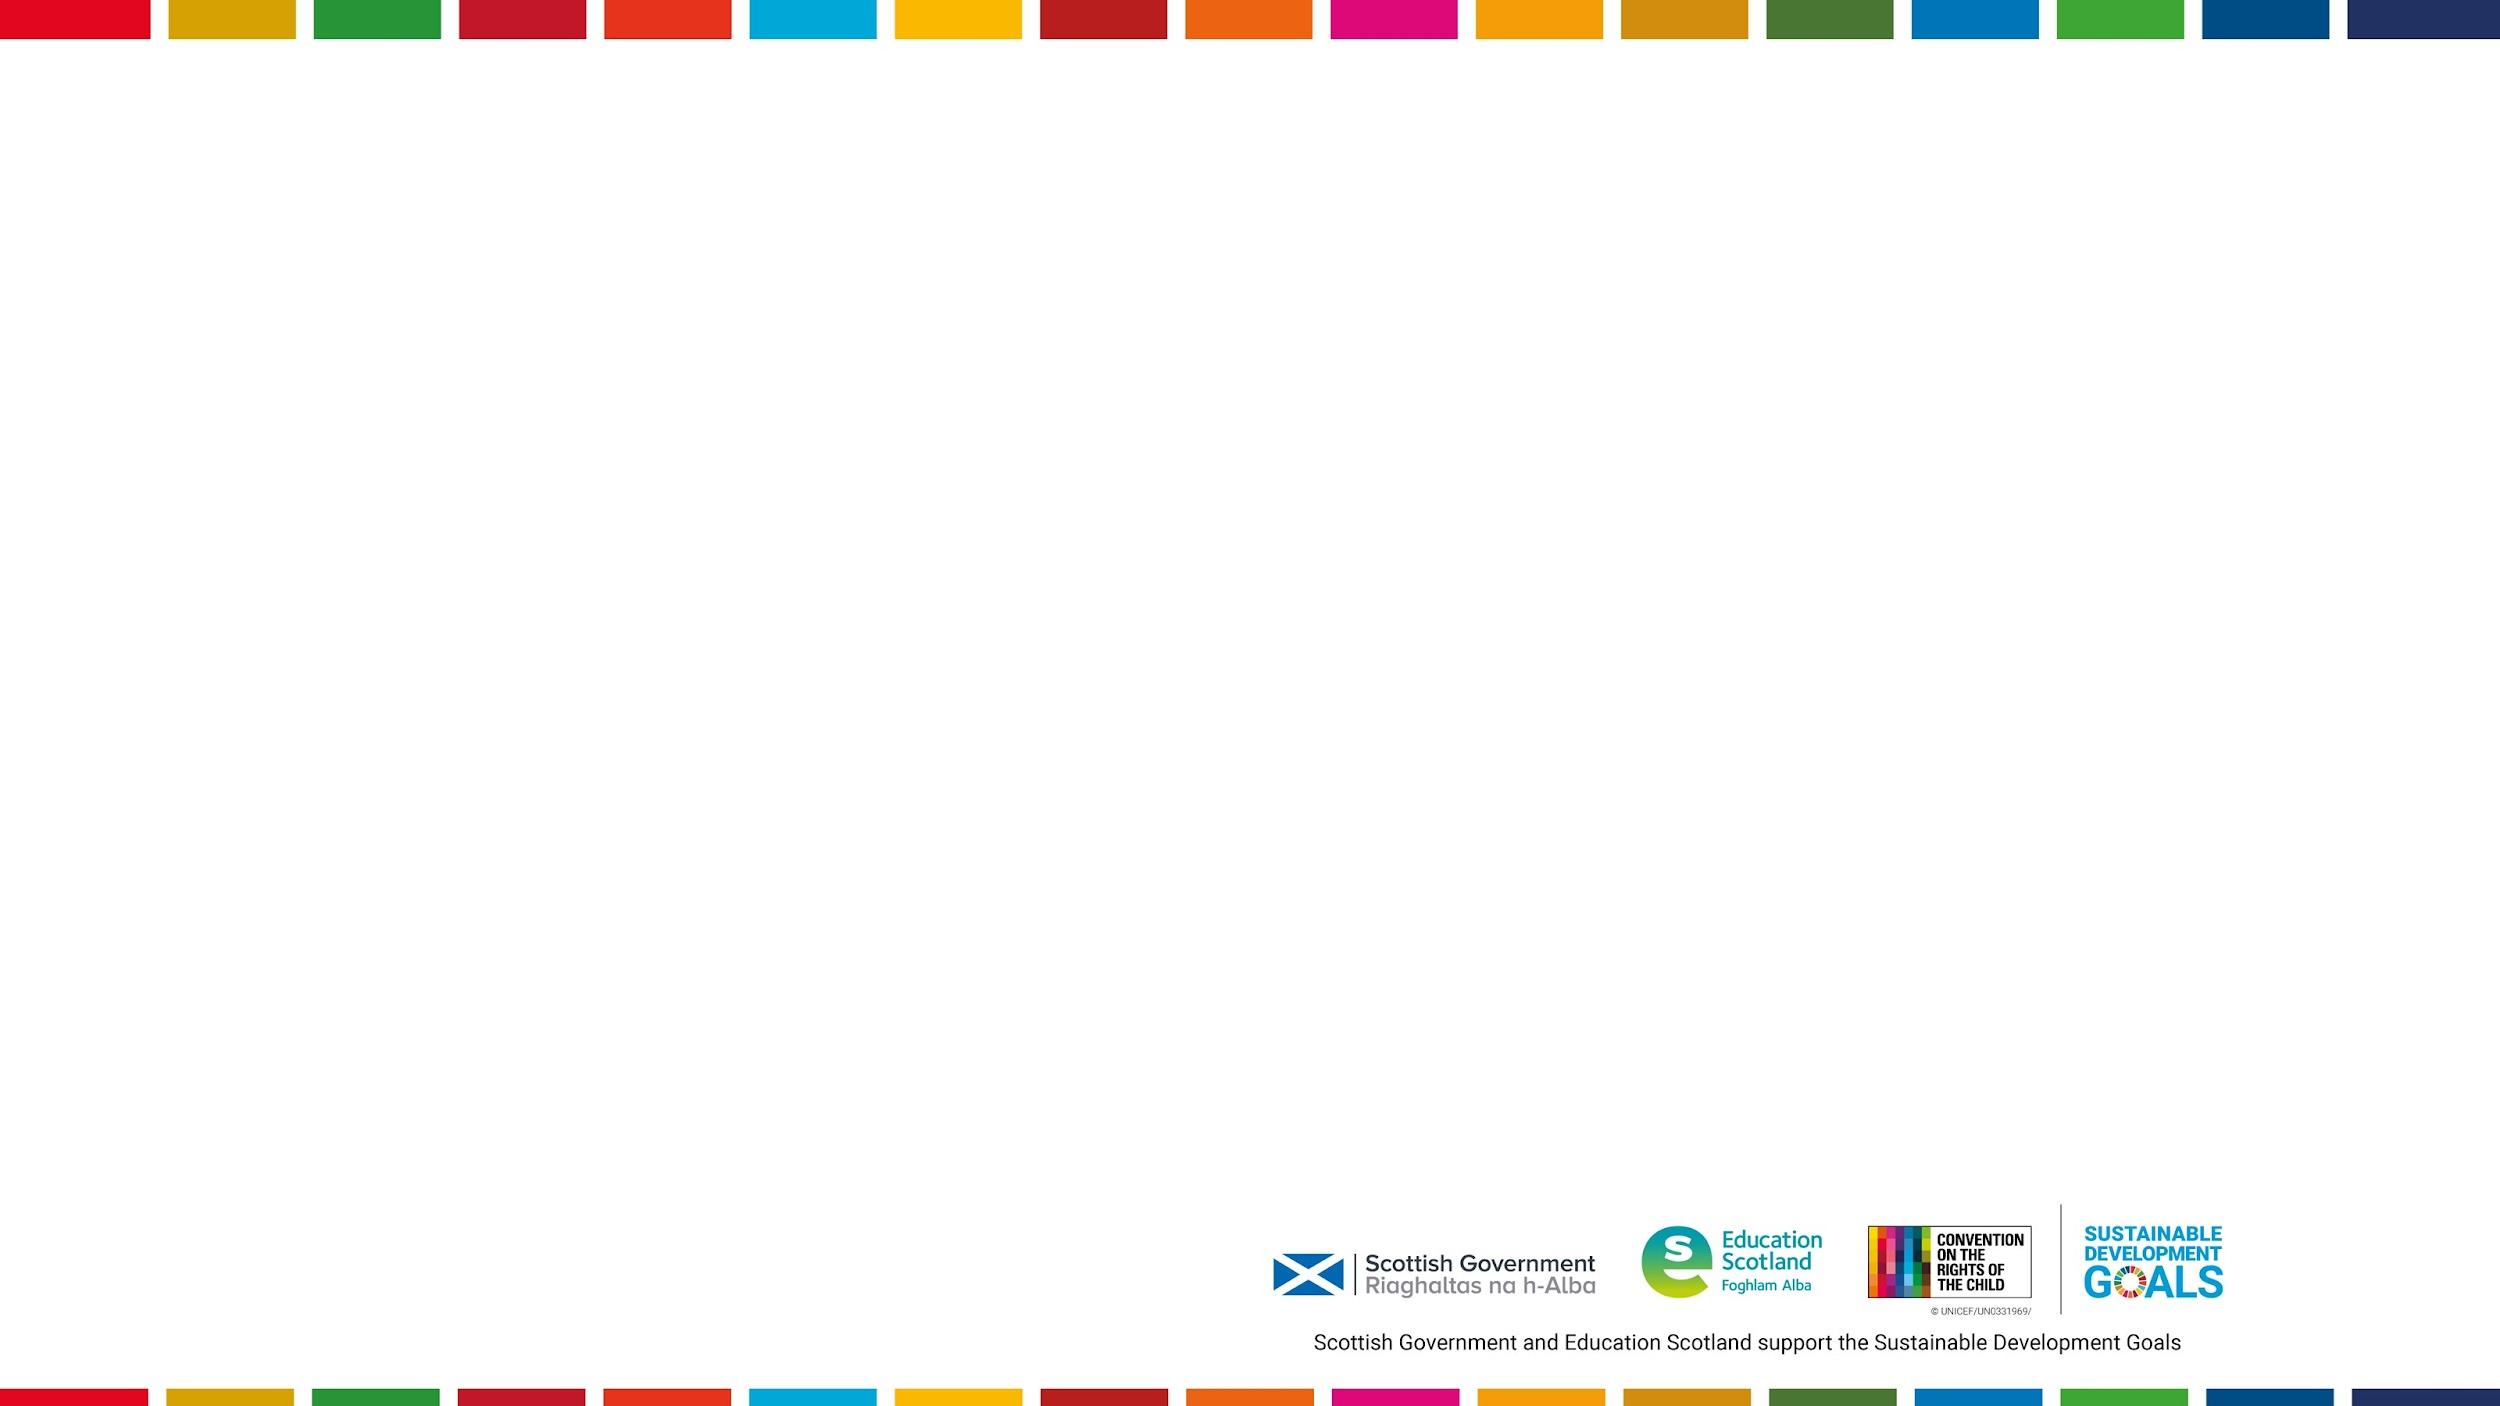 Scottish Government
Riaghaltas na h-Alba
Education
Scotland
Foghlam Alba
CONVENTION
ON THE
RIGHTS OF
THE CHILD
© UNICEF/UN0331969/
SUSTAINABLE
DEVELOPMENT
GOALS
Scottish Government and Education Scotland support the Sustainable Development Goals